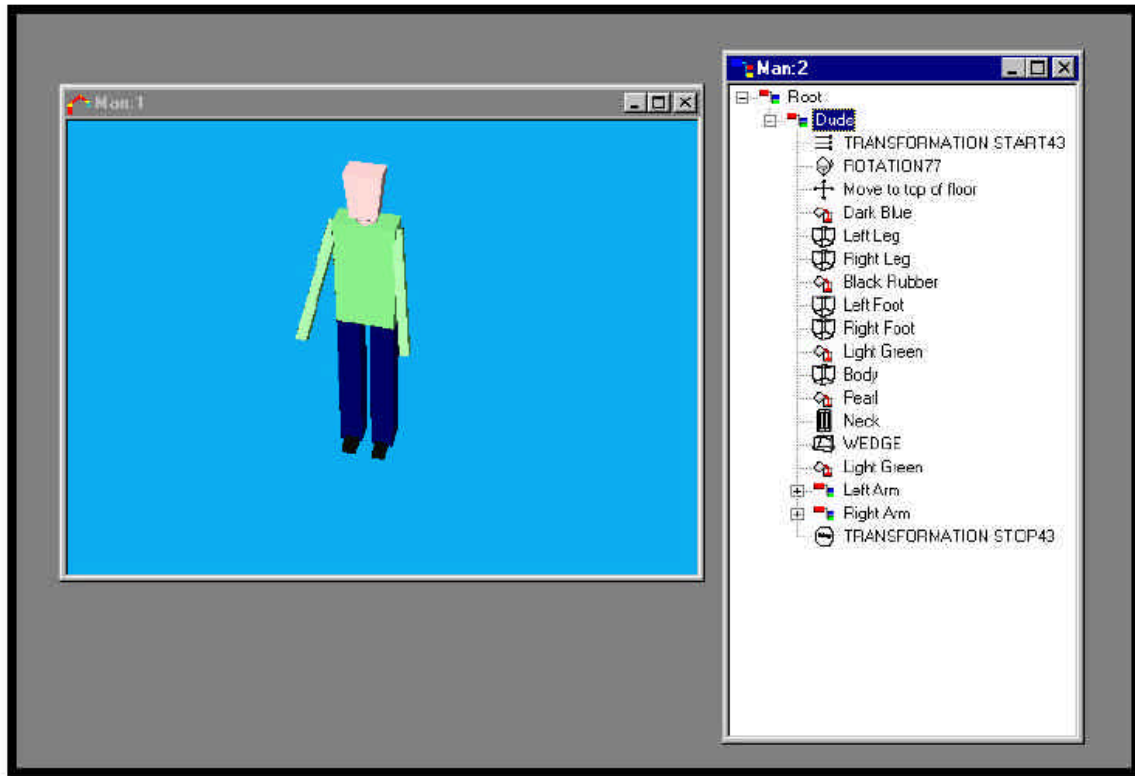 Man:1
Man:2
Root
Dude
TRANSFORMATION START43
ROTATION77
Move to top of floor
Dark Blue
Left Leg
Right Leg
Black Rubber
Left Foot
Right Foot
Light Green
Body
Pearl
Neck
WEDGE
Light Green
Left Arm
Right Arm
TRANSFORMATION STOP43